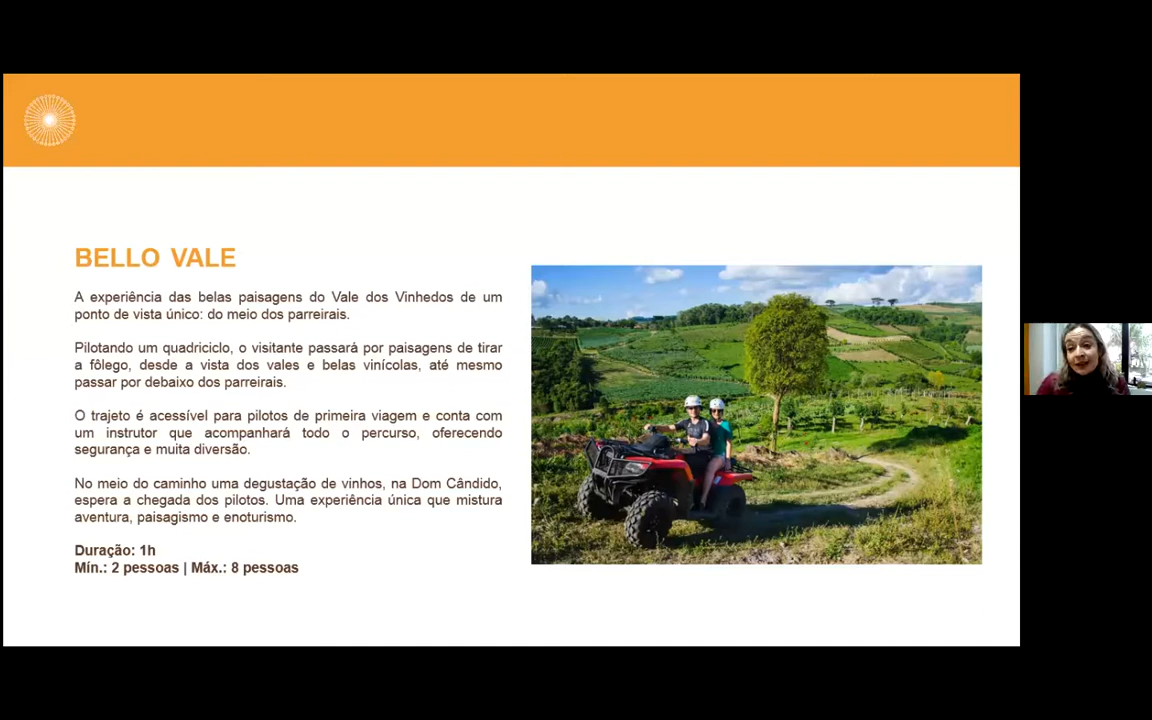 BELLO VALE
A experiência das belas paisagens do Vale dos Vinhedos de um
ponto de vista único: do meio dos parreirais.
Pilotando um quadriciclo, o visitante passará por paisagens de tirar
a fôlego, desde a vista dos vales e belas vinícolas, até mesmo
passar por debaixo dos parreirais.
O trajeto é acessível para pilotos de primeira viagem e conta com
um instrutor que acompanhará todo o percurso, oferecendo
segurança e muita diversão.
No meio do caminho uma degustação de vinhos, na Dom Cândido,
espera a chegada dos pilotos. Uma experiência única que mistura
aventura, paisagismo e enoturismo.
Duração: 1h
Mín.: 2 pessoas | Máx.: 8 pessoas